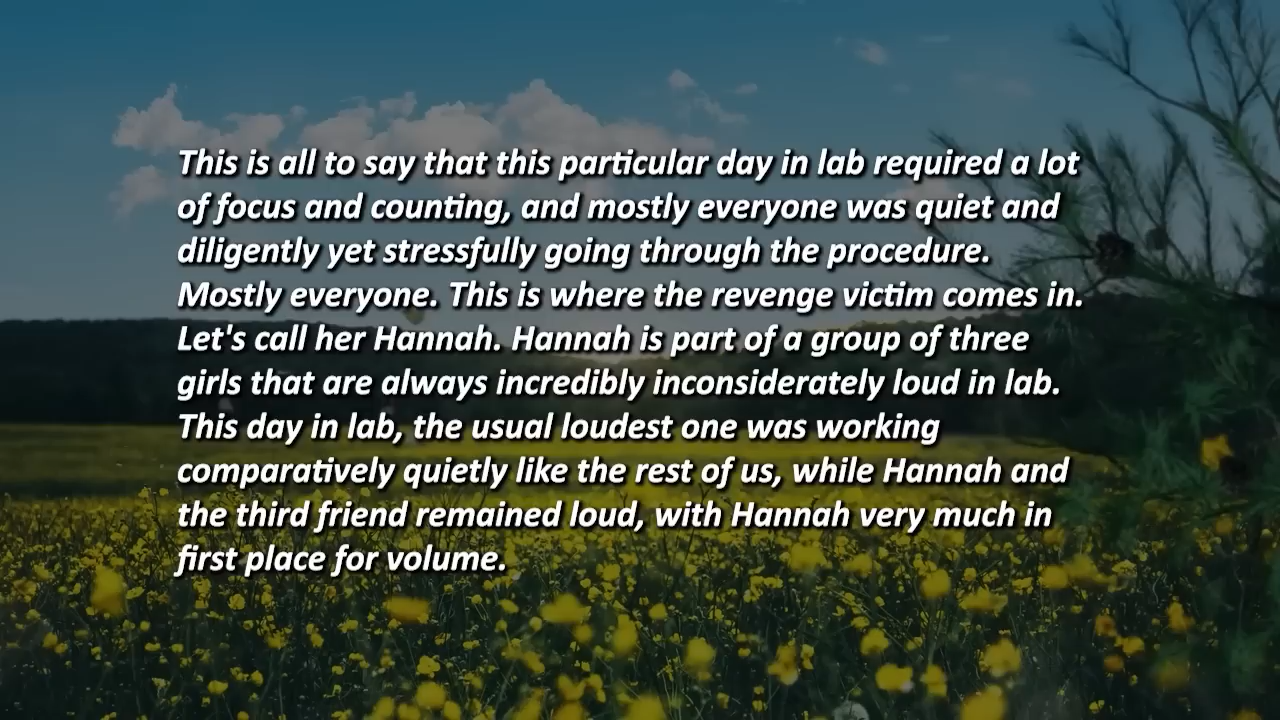 This is all to say that this particular day in lab required a lot
of focus and counting, and mostly everyone was quiet and
diligently yet stressfully going through the procedure.
Mostly everyone. This is where the revenge victim comes in.
Let's call her Hannah. Hannah is part of a group of three
girls that are always incredibly inconsiderately loud in lab.
This day in lab, the usual loudest one was working
comparatively quietly like the rest of us, while Hannah and
the third friend remained loud, with Hannah very much in
first place for volume.